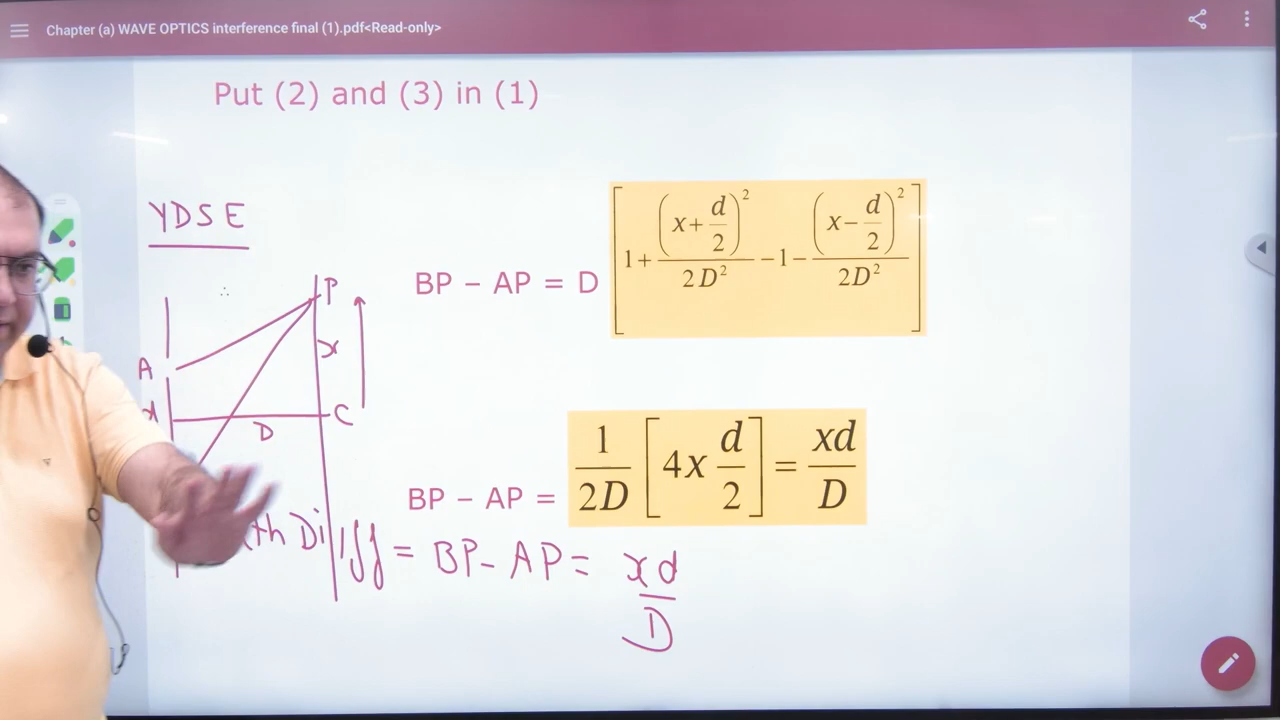 Chapter (a) WAVE OPTICS interference final (1).pdf<Read-only>
Put (2) and (3) in (1)
YDSE
BP – AP = D [1 + (x + d/2)² / 2D² – 1 – (x – d/2)² / 2D²]
P
x
A
d
C
D
BP – AP = 1/2D [4x d/2] = xd/D
Diff = BP - AP = xd/D